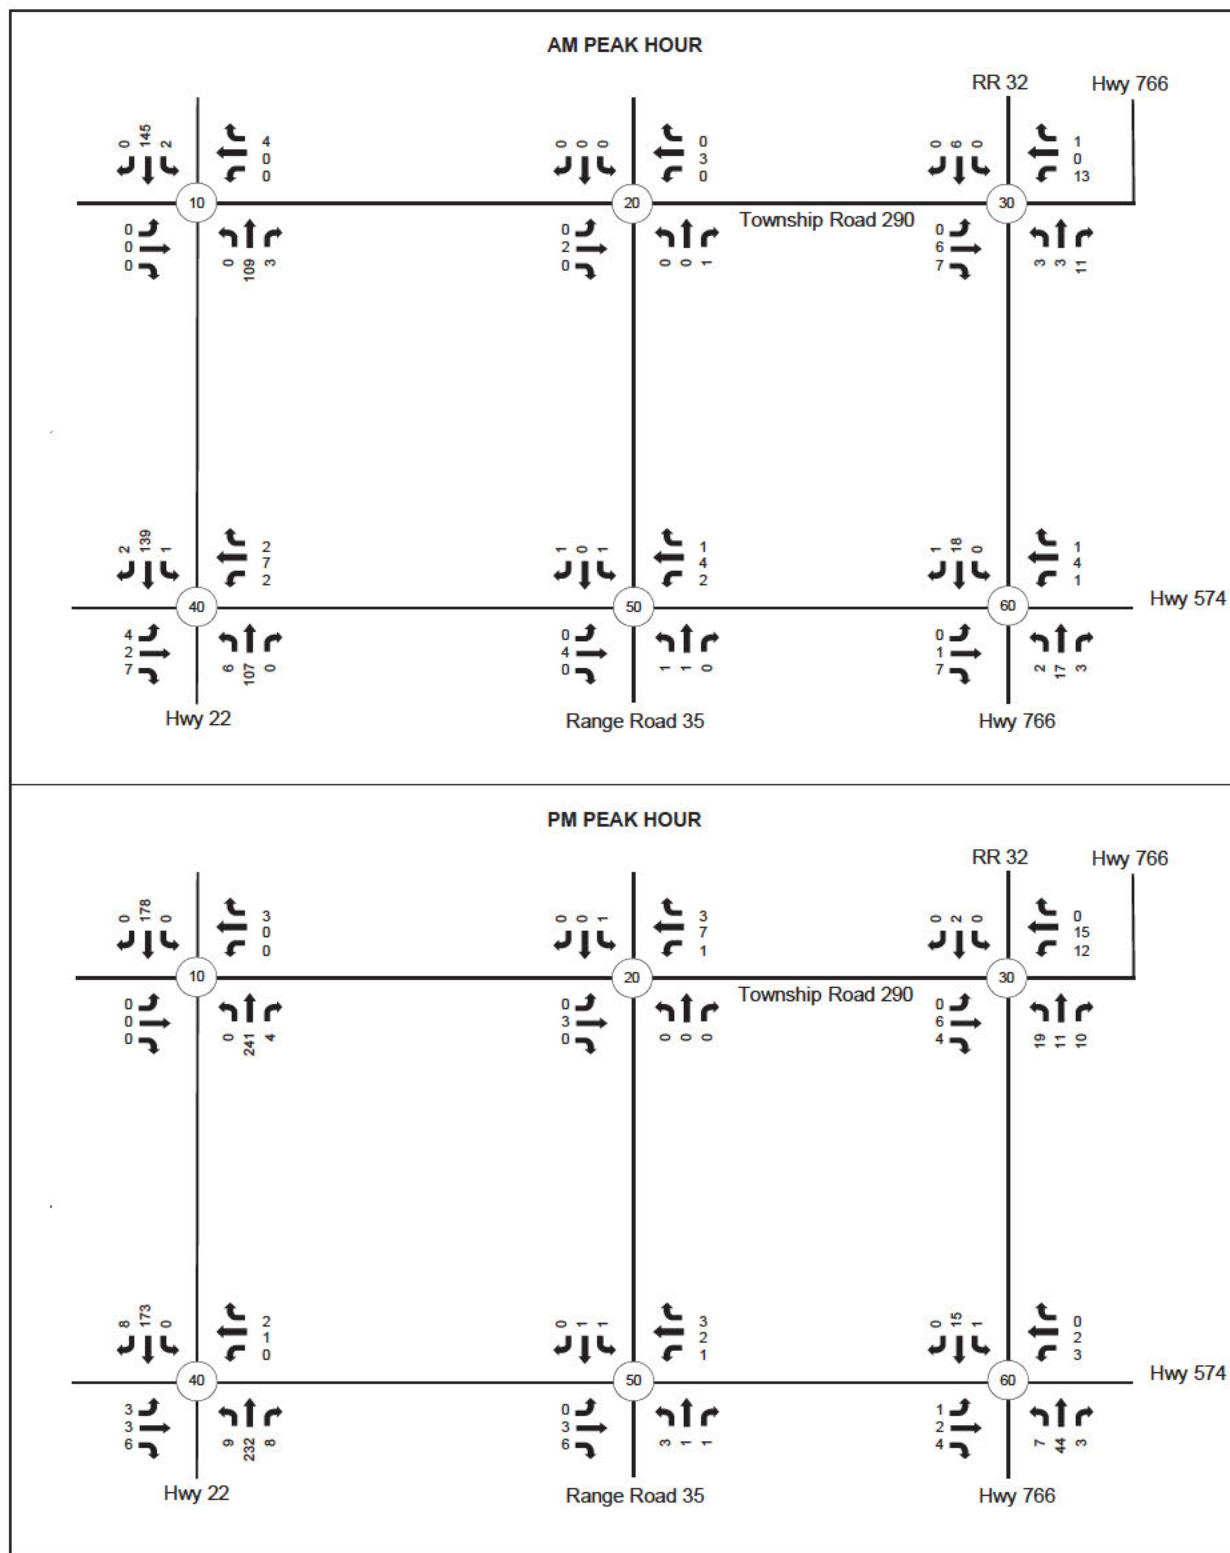 AM PEAK HOUR
RR 32
Hwy 766
0 145 2
4
0
0
0 0 0
0
3
0
0 6 0
1
0
13
10
20
30
Township Road 290
0
0
0
0 109 3
0
2
0
0 0 1
0
6
7
3 3 11
2 139 1
2
7
2
1 0 1
1
4
2
1 18 0
1
4
1
40
50
60
Hwy 574
4
2
7
6 107 0
0
4
0
1 1 0
0
1
7
2 17 3
Hwy 22
Range Road 35
Hwy 766
PM PEAK HOUR
RR 32
Hwy 766
0 178 0
3
0
0
0 0 1
3
7
1
0 2 0
0
15
12
10
20
30
Township Road 290
0
0
0
0 241 4
0
3
0
0 0 0
0
6
4
19 11 10
8 173 0
2
1
0
0 1 1
3
2
1
0 15 1
0
2
3
40
50
60
Hwy 574
3
3
6
9 232 8
0
3
6
3 1 1
1
2
4
7 44 3
Hwy 22
Range Road 35
Hwy 766